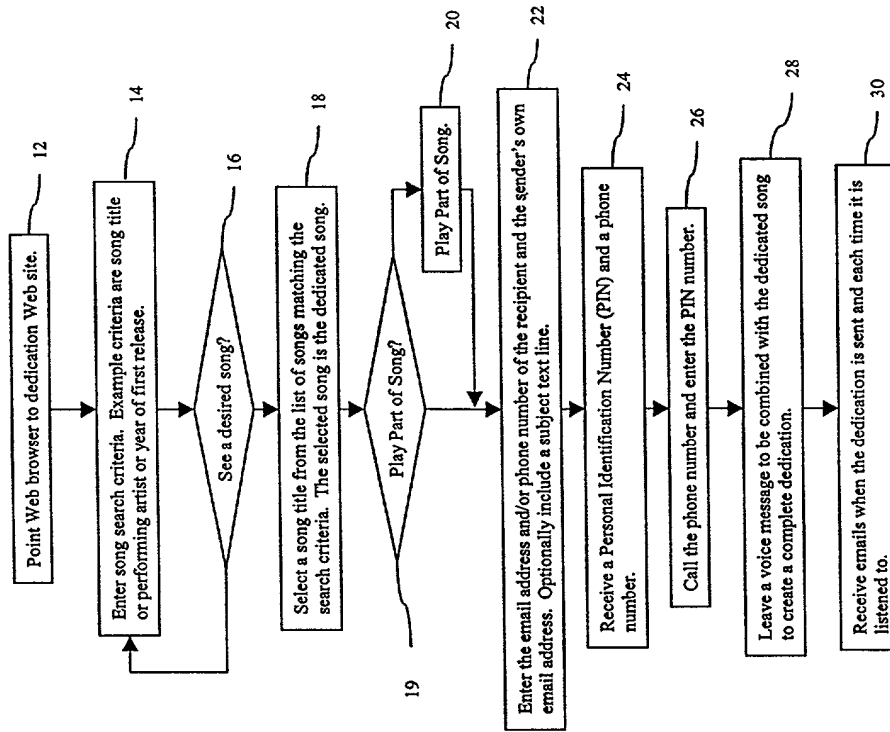 Point Web browser to dedication Web site.
12
Enter song search criteria. Example criteria are song title
or performing artist or year of first release.
14
See a desired song?
16
Select a song title from the list of songs matching the
search criteria. The selected song is the dedicated song.
18
Play Part of Song?
19
Play Part of Song.
20
Enter the email address and/or phone number of the recipient and the sender's own
email address. Optionally include a subject text line.
22
Receive a Personal Identification Number (PIN) and a phone
number.
24
Call the phone number and enter the PIN number.
26
Leave a voice message to be combined with the dedicated song
to create a complete dedication.
28
Receive emails when the dedication is sent and each time it is
listened to.
30